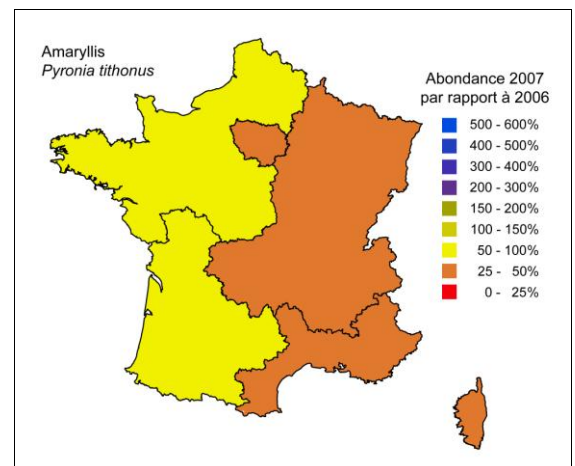 Amaryllis
Pyronia tithonus
Abondance 2007
par rapport à 2006
500 - 600%
400 - 500%
300 - 400%
200 - 300%
150 - 200%
100 - 150%
50 - 100%
25 - 50%
0 - 25%